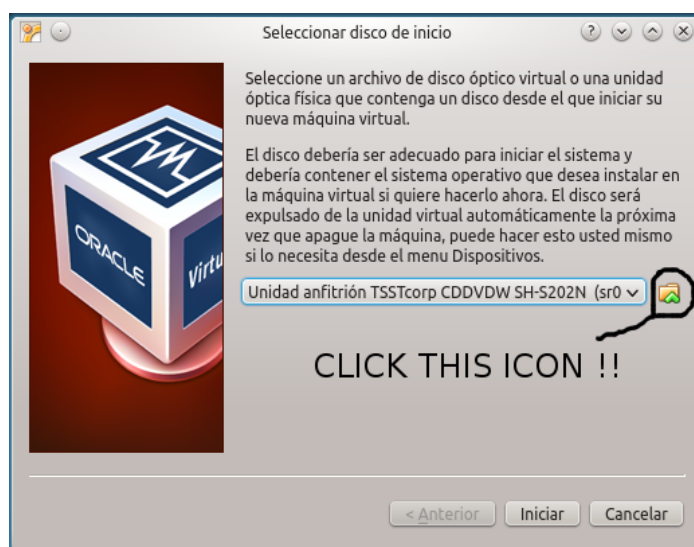 Seleccionar disco de inicio
Seleccione un archivo de disco óptico virtual o una unidad
óptica física que contenga un disco desde el que iniciar su
nueva máquina virtual.
El disco debería ser adecuado para iniciar el sistema y
debería contener el sistema operativo que desea instalar en
la máquina virtual si quiere hacerlo ahora. El disco será
expulsado de la unidad virtual automáticamente la próxima
vez que apague la máquina, puede hacer esto usted mismo
si lo necesita desde el menu Dispositivos.
ORACLE
Virtu
Unidad anfitrión TSSTcorp CDDVDW SH-S202N (sr0
CLICK THIS ICON !!
< Anterior
Iniciar
Cancelar